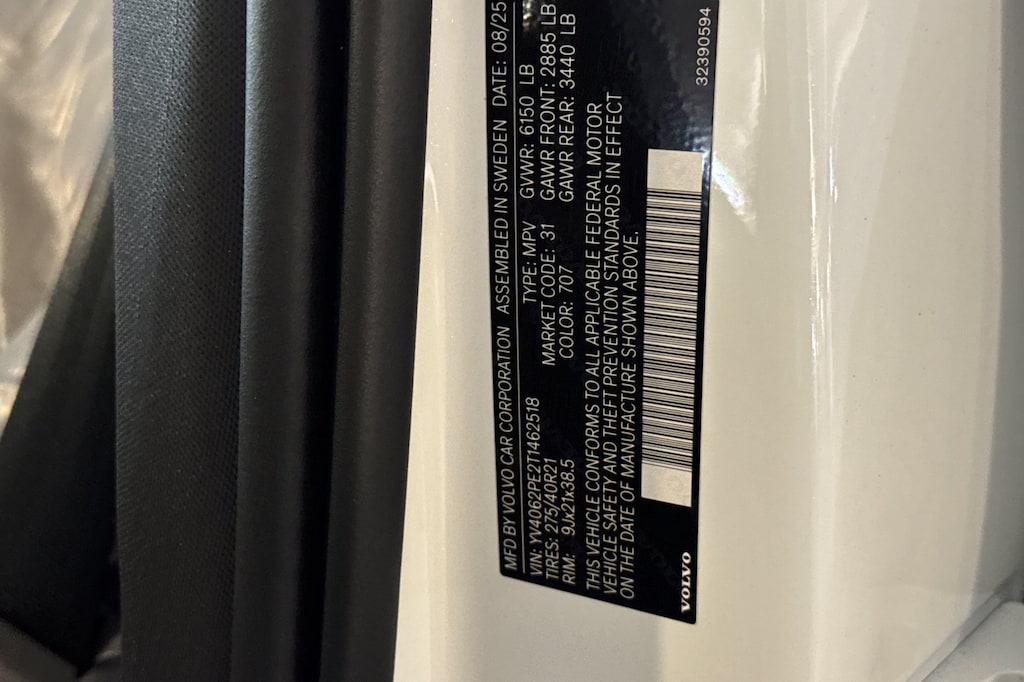 MFD BY VOLVO CAR CORPORATION ASSEMBLED IN SWEDEN DATE: 08/25
VIN: YV4062PE2T1462518 TYPE: MPV GVWR: 6150 LB
TIRES: 275/40R21 MARKET CODE: 31 GAWR FRONT: 2885 LB
RIM: 9Jx21x38.5 COLOR: 707 GAWR REAR: 3440 LB
THIS VEHICLE CONFORMS TO ALL APPLICABLE FEDERAL MOTOR
VEHICLE SAFETY AND THEFT PREVENTION STANDARDS IN EFFECT
ON THE DATE OF MANUFACTURE SHOWN ABOVE.
VOLVO 32390594